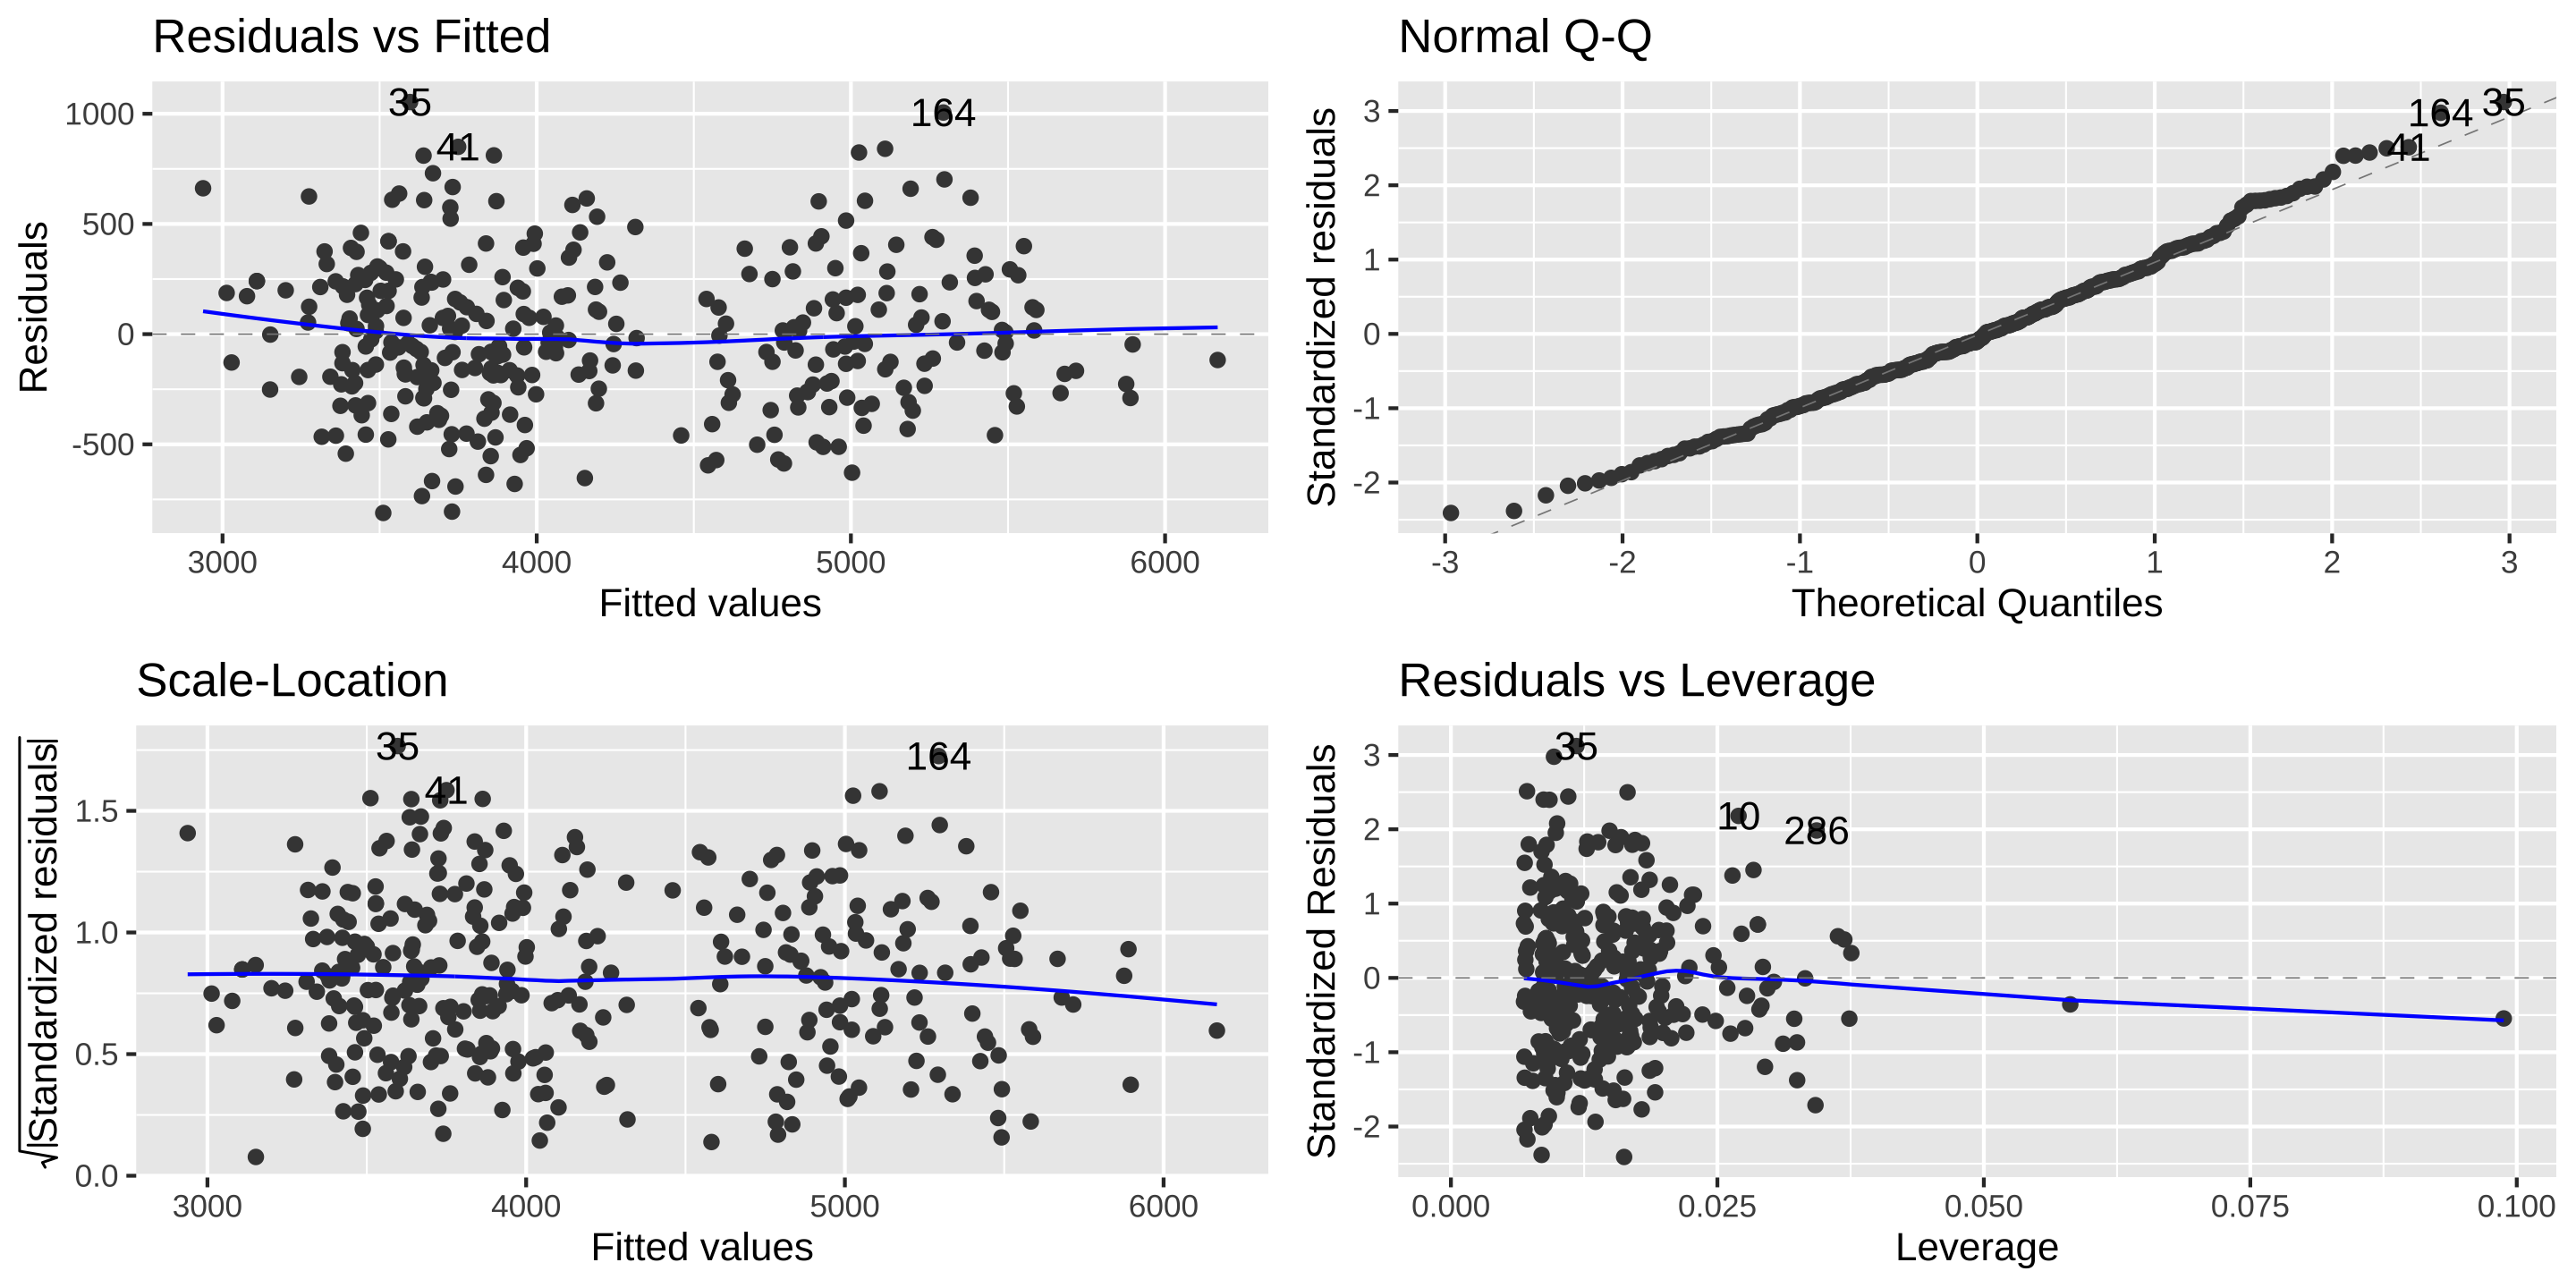 Residuals vs Fitted
1000
500
0
-500
Residuals
35
41
164
3000 4000 5000 6000
Fitted values
Normal Q-Q
3
2
1
0
-1
-2
Standardized residuals
164 35
41
-3 -2 -1 0 1 2 3
Theoretical Quantiles
Scale-Location
1.5
1.0
0.5
0.0
√|Standardized residuals|
35
41
164
3000 4000 5000 6000
Fitted values
Residuals vs Leverage
3
2
1
0
-1
-2
Standardized Residuals
35
10
286
0.000 0.025 0.050 0.075 0.100
Leverage